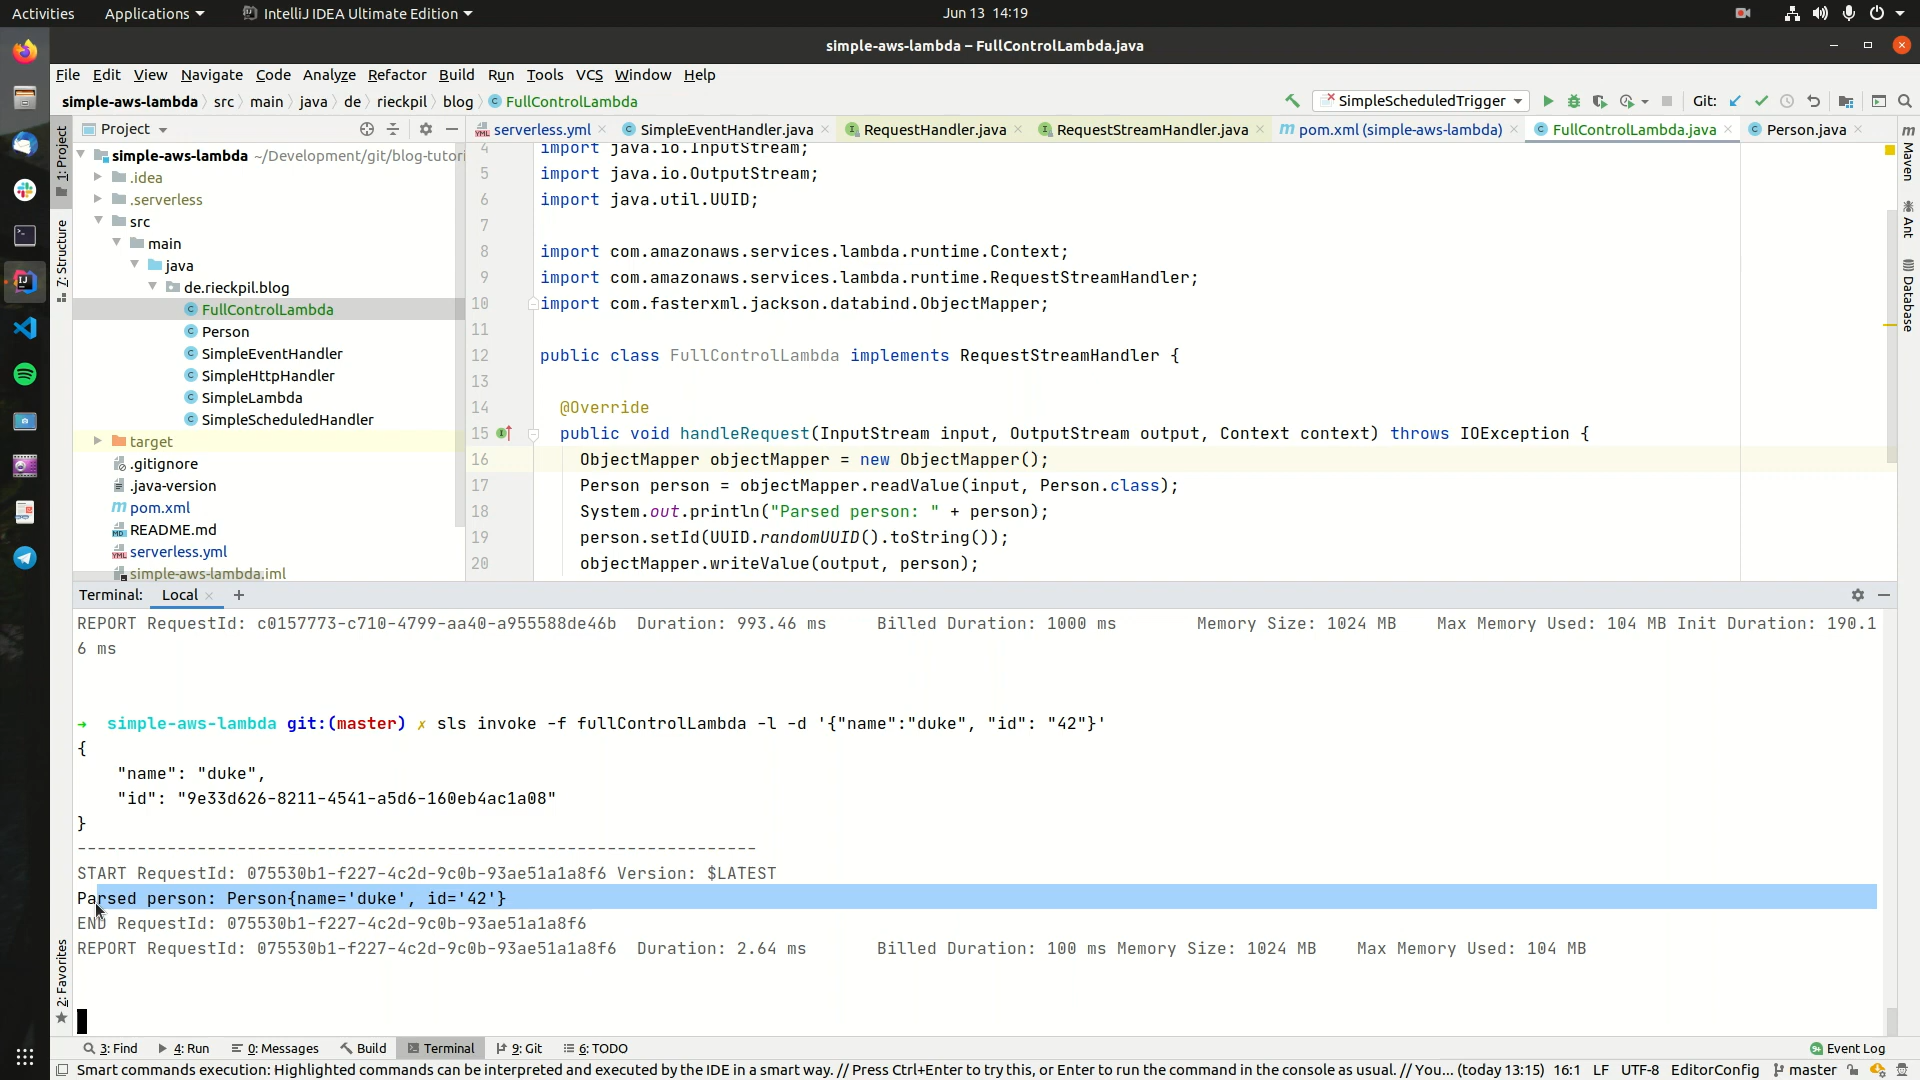 Activities Applications IntelliJ IDEA Ultimate Edition Jun 13 14:19
simple-aws-lambda – FullControlLambda.java
File Edit View Navigate Code Analyze Refactor Build Run Tools VCS Window Help
simple-aws-lambda src main java de rieckpil blog FullControlLambda SimpleScheduledTrigger Git:
Project serverless.yml SimpleEventHandler.java RequestHandler.java RequestStreamHandler.java pom.xml (simple-aws-lambda) FullControlLambda.java Person.java
1: Project
Z: Structure
2: Favorites
simple-aws-lambda ~/Development/git/blog-tutori
.idea
.serverless
src
main
java
de.rieckpil.blog
FullControlLambda
Person
SimpleEventHandler
SimpleHttpHandler
SimpleLambda
SimpleScheduledHandler
target
.gitignore
.java-version
pom.xml
README.md
serverless.yml
simple-aws-lambda.iml
4 import java.io.InputStream;
5 import java.io.OutputStream;
6 import java.util.UUID;
7
8 import com.amazonaws.services.lambda.runtime.Context;
9 import com.amazonaws.services.lambda.runtime.RequestStreamHandler;
10 import com.fasterxml.jackson.databind.ObjectMapper;
11
12 public class FullControlLambda implements RequestStreamHandler {
13
14 @Override
15 public void handleRequest(InputStream input, OutputStream output, Context context) throws IOException {
16 ObjectMapper objectMapper = new ObjectMapper();
17 Person person = objectMapper.readValue(input, Person.class);
18 System.out.println("Parsed person: " + person);
19 person.setId(UUID.randomUUID().toString());
20 objectMapper.writeValue(output, person);
Maven
Ant
Database
Terminal: Local +
REPORT RequestId: c0157773-c710-4799-aa40-a955588de46b Duration: 993.46 ms Billed Duration: 1000 ms Memory Size: 1024 MB Max Memory Used: 104 MB Init Duration: 190.1
6 ms
→ simple-aws-lambda git:(master) ✗ sls invoke -f fullControlLambda -l -d '{"name":"duke", "id": "42"}'
{
"name": "duke",
"id": "9e33d626-8211-4541-a5d6-160eb4ac1a08"
}
--------------------------------------------------------------------
START RequestId: 075530b1-f227-4c2d-9c0b-93ae51a1a8f6 Version: $LATEST
Parsed person: Person{name='duke', id='42'}
END RequestId: 075530b1-f227-4c2d-9c0b-93ae51a1a8f6
REPORT RequestId: 075530b1-f227-4c2d-9c0b-93ae51a1a8f6 Duration: 2.64 ms Billed Duration: 100 ms Memory Size: 1024 MB Max Memory Used: 104 MB
3: Find 4: Run 0: Messages Build Terminal 9: Git 6: TODO Event Log
Smart commands execution: Highlighted commands can be interpreted and executed by the IDE in a smart way. // Press Ctrl+Enter to try this, or Enter to run the command in the console as usual. // You... (today 13:15) 16:1 LF UTF-8 EditorConfig master